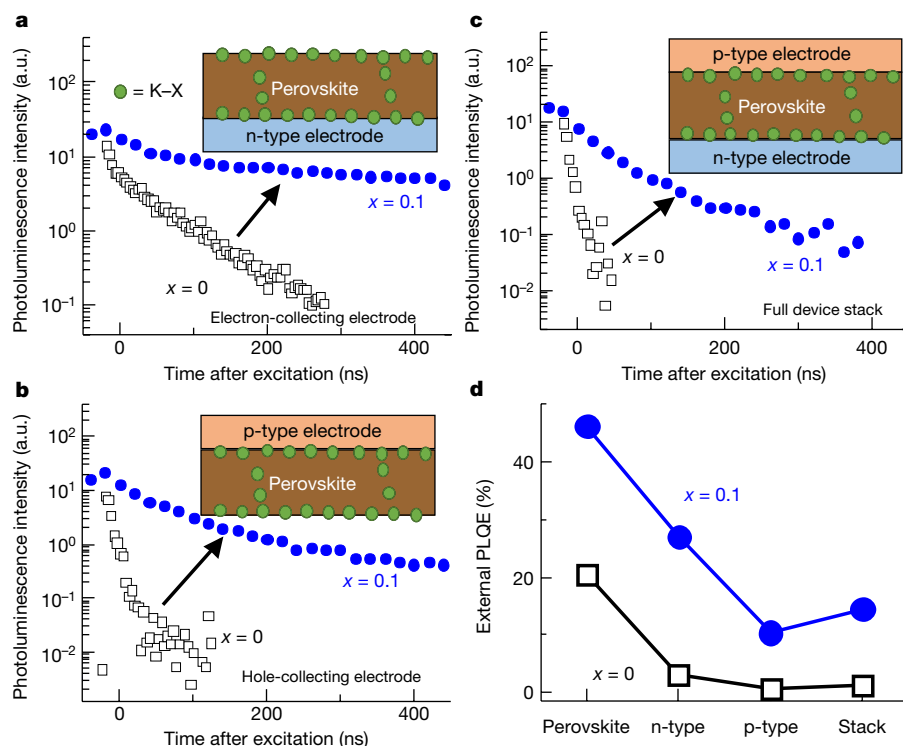 a
Photoluminescence intensity (a.u.)
10²
10¹
10⁰
10⁻¹
= K–X
Perovskite
n-type electrode
x = 0.1
x = 0
Electron-collecting electrode
0
200
400
Time after excitation (ns)
b
Photoluminescence intensity (a.u.)
10²
10¹
10⁰
10⁻¹
10⁻²
p-type electrode
Perovskite
x = 0.1
x = 0
Hole-collecting electrode
0
200
400
Time after excitation (ns)
c
Photoluminescence intensity (a.u.)
10²
10¹
10⁰
10⁻¹
10⁻²
p-type electrode
Perovskite
n-type electrode
x = 0
x = 0.1
Full device stack
0
200
400
Time after excitation (ns)
d
External PLQE (%)
40
20
0
x = 0.1
x = 0
Perovskite
n-type
p-type
Stack